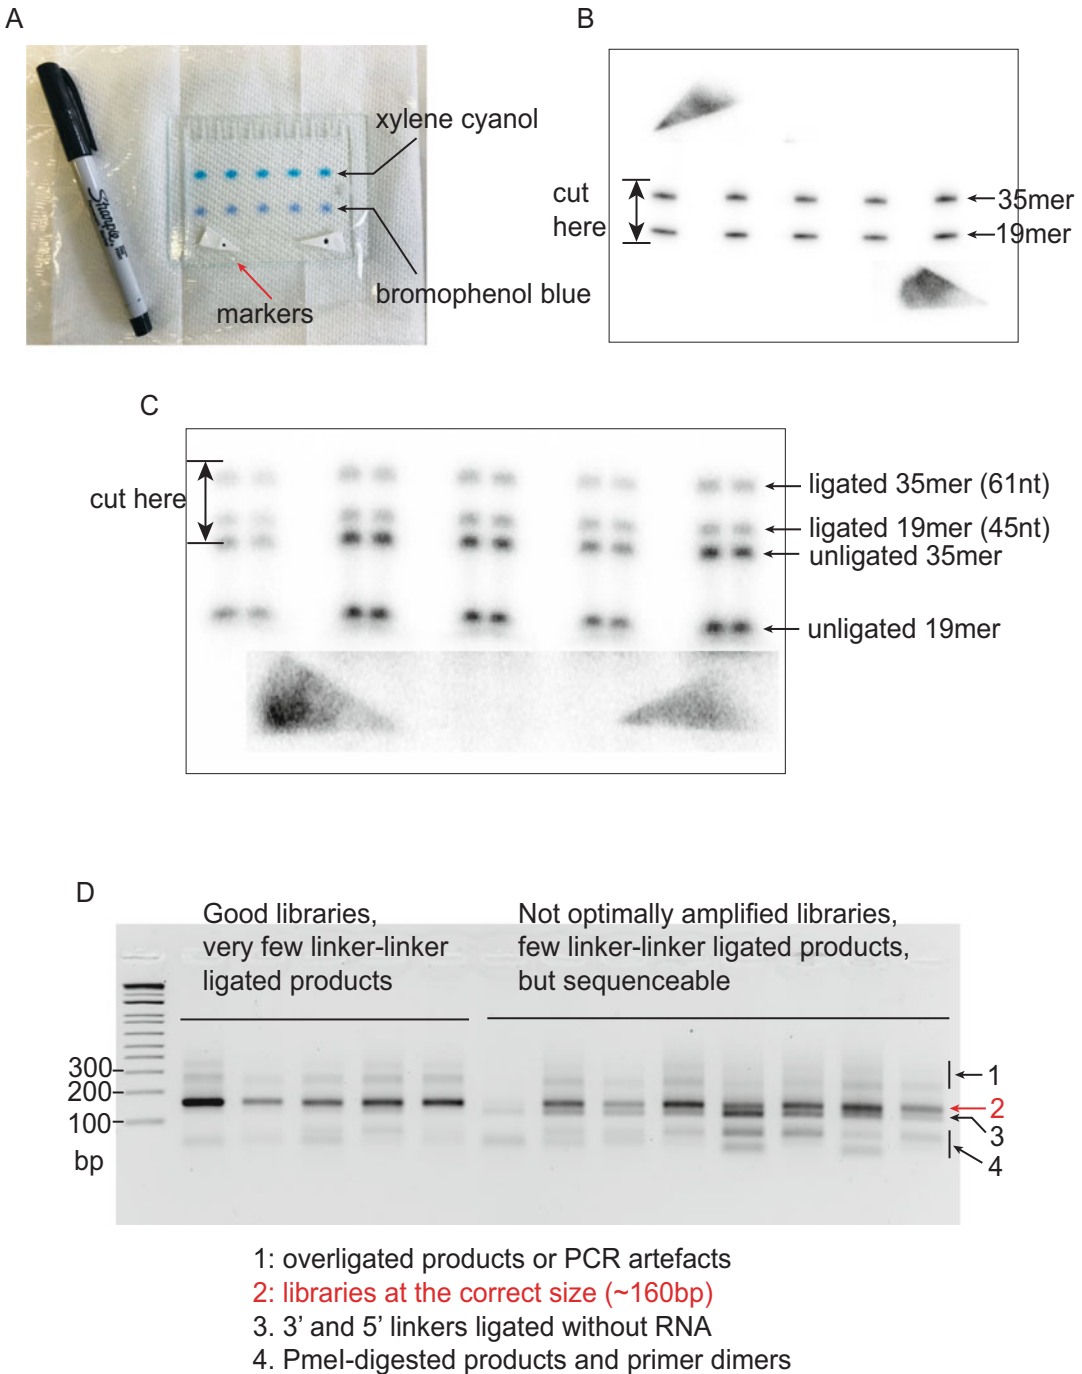 A
xylene cyanol
bromophenol blue
markers
Sharpie
B
cut
here
35mer
19mer
C
cut here
ligated 35mer (61nt)
ligated 19mer (45nt)
unligated 35mer
unligated 19mer
D
Good libraries,
very few linker-linker
ligated products
Not optimally amplified libraries,
few linker-linker ligated products,
but sequenceable
300
200
100
bp
1
2
3
4
1: overligated products or PCR artefacts
2: libraries at the correct size (~160bp)
3. 3’ and 5’ linkers ligated without RNA
4. PmeI-digested products and primer dimers